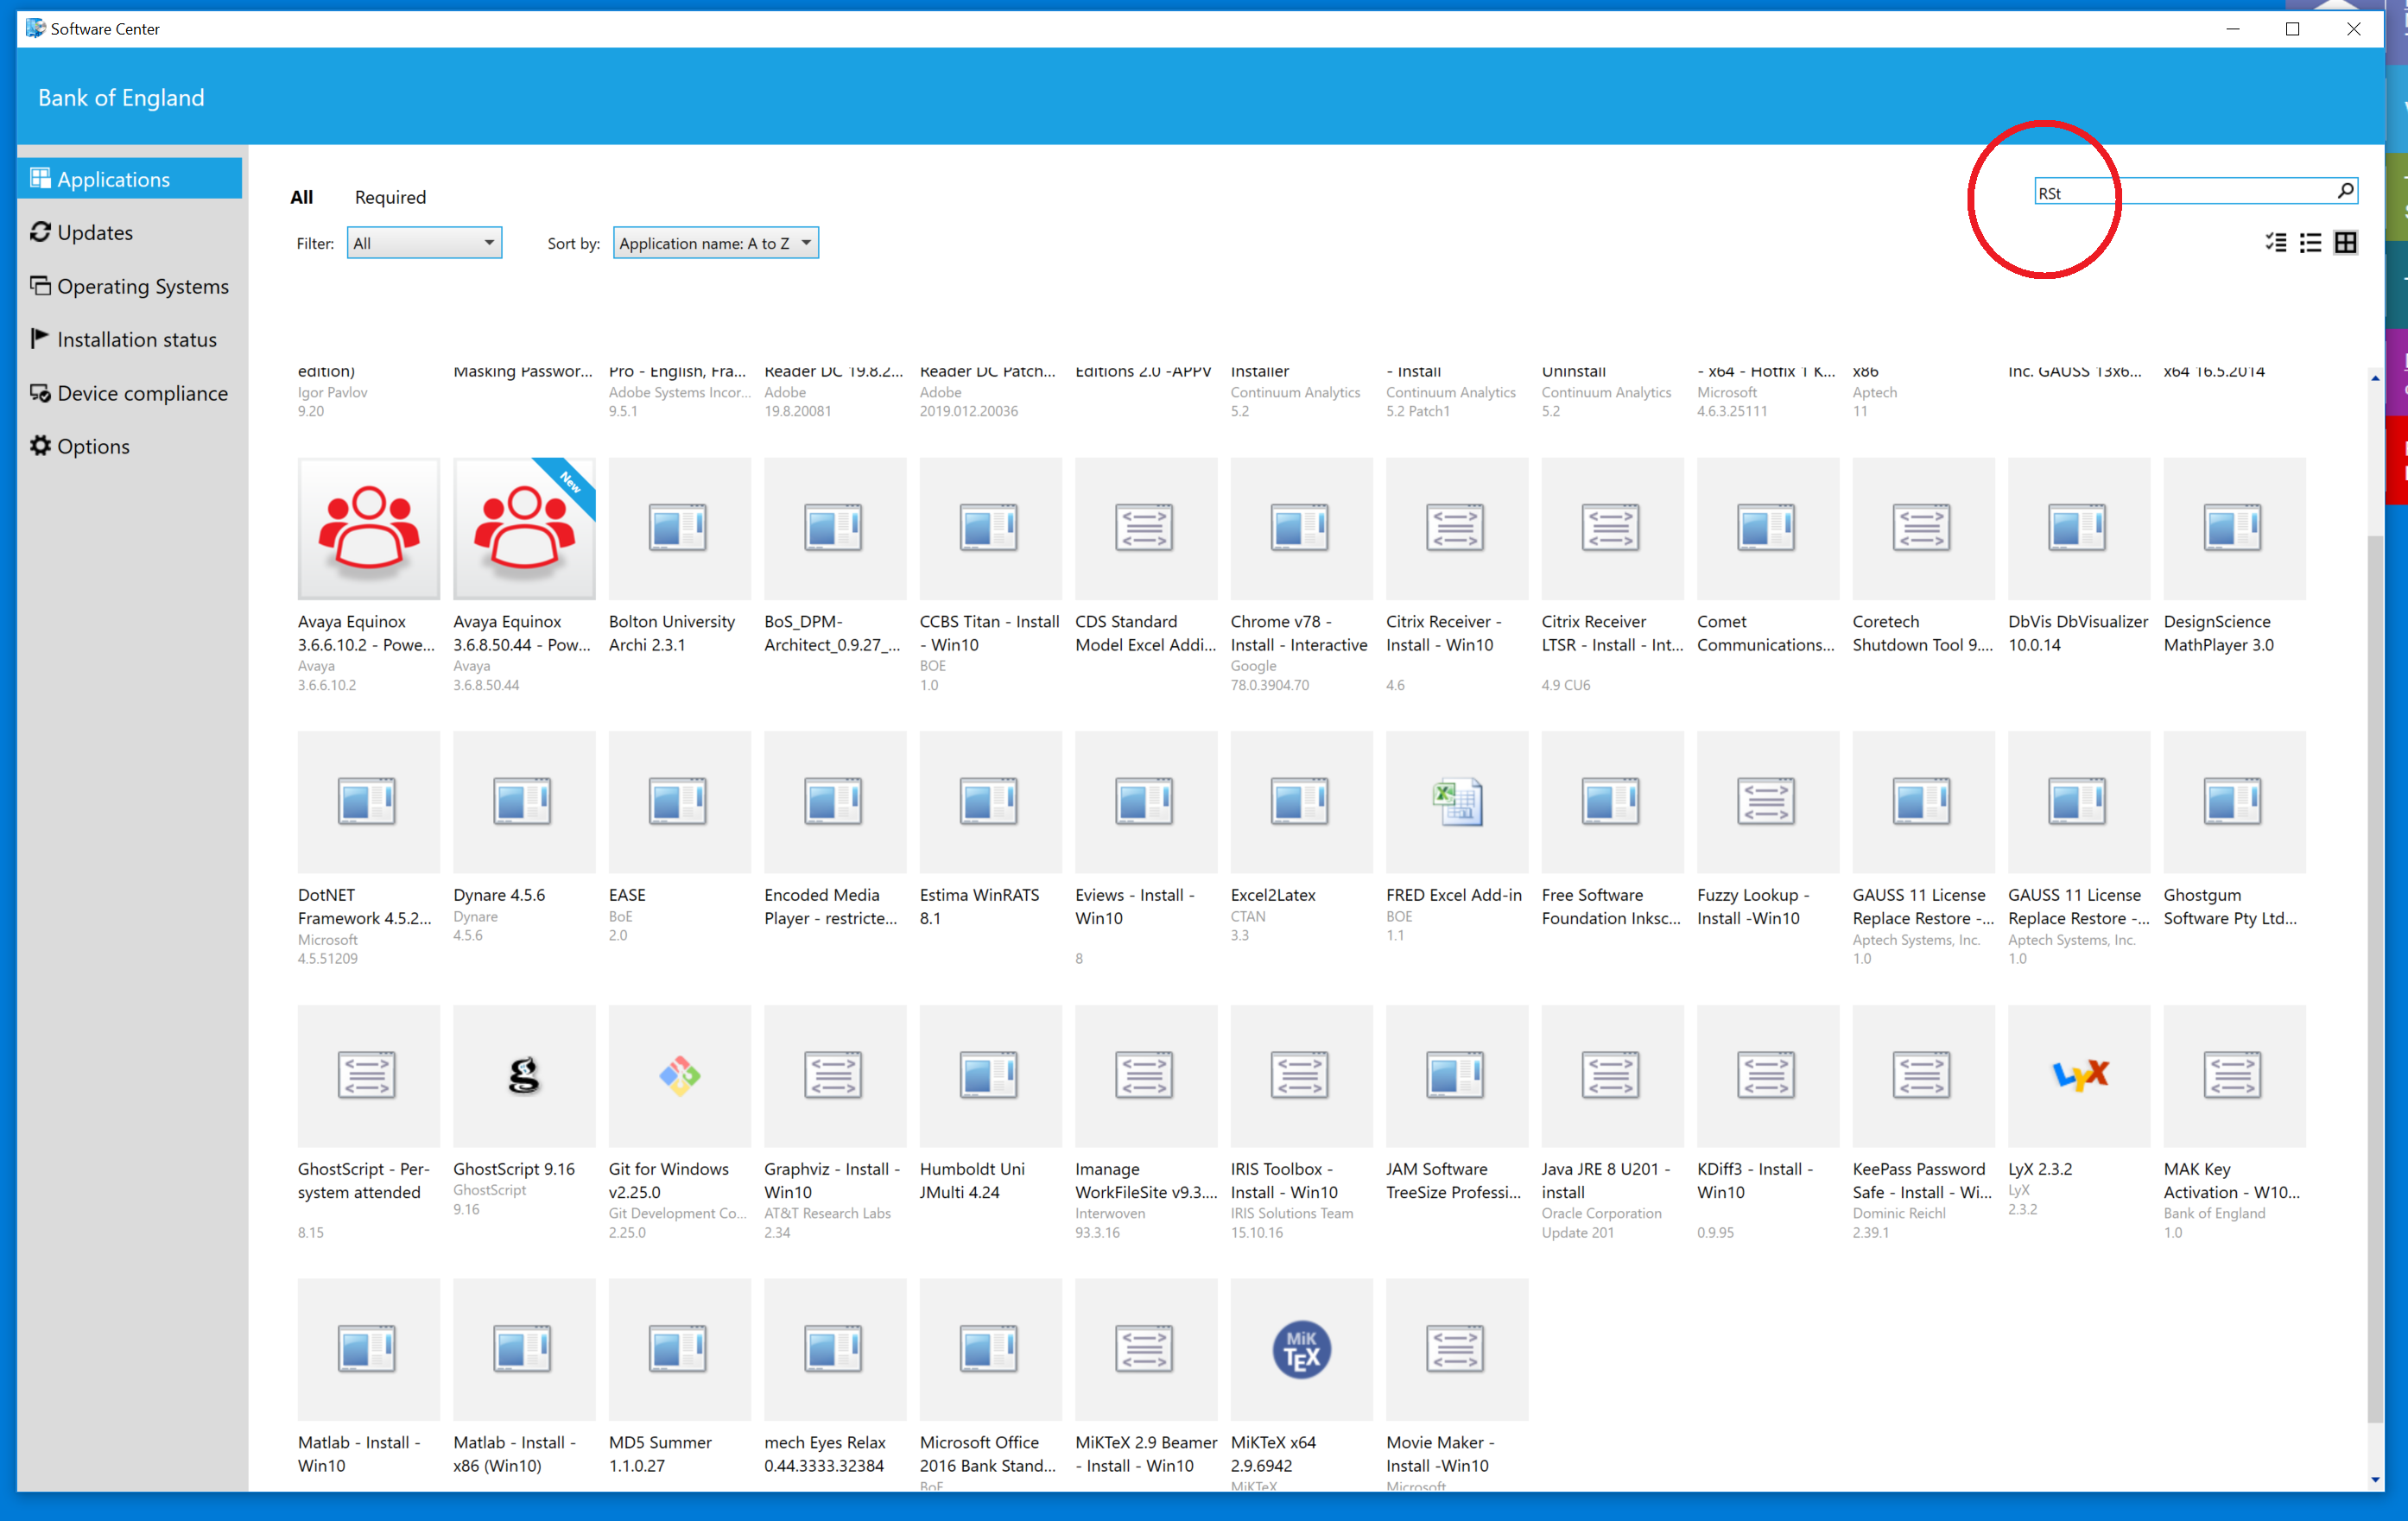 Software Center
Bank of England
Applications
Updates
Operating Systems
Installation status
Device compliance
Options
All Required
RSt
Filter: All Sort by: Application name: A to Z
edition) Masking Passwor... Pro - English, Fra... Reader DC 19.8.2... Reader DC Patch... Editions 2.0 -APPV Installer - Install Uninstall - x64 - Hotfix 1 K... x86 Inc. GAUSS 13x6... x64 16.5.2014
Igor Pavlov Adobe Systems Incor... Adobe Adobe Continuum Analytics Continuum Analytics Continuum Analytics Microsoft Aptech
9.20 9.5.1 19.8.20081 2019.012.20036 5.2 5.2 Patch1 5.2 4.6.3.25111 11
New
Avaya Equinox Avaya Equinox Bolton University BoS_DPM- CCBS Titan - Install CDS Standard Chrome v78 - Citrix Receiver - Citrix Receiver Comet Coretech DbVis DbVisualizer DesignScience
3.6.6.10.2 - Powe... 3.6.8.50.44 - Pow... Archi 2.3.1 Architect_0.9.27_... - Win10 Model Excel Addi... Install - Interactive Install - Win10 LTSR - Install - Int... Communications... Shutdown Tool 9.... 10.0.14 MathPlayer 3.0
Avaya Avaya BOE Google
3.6.6.10.2 3.6.8.50.44 1.0 78.0.3904.70 4.6 4.9 CU6
DotNET Dynare 4.5.6 EASE Encoded Media Estima WinRATS Eviews - Install - Excel2Latex FRED Excel Add-in Free Software Fuzzy Lookup - GAUSS 11 License GAUSS 11 License Ghostgum
Framework 4.5.2... Dynare BoE Player - restricte... 8.1 Win10 CTAN BOE Foundation Inksc... Install -Win10 Replace Restore -... Replace Restore -... Software Pty Ltd...
Microsoft 4.5.6 2.0 3.3 1.1 Aptech Systems, Inc. Aptech Systems, Inc.
4.5.51209 8 1.0 1.0
GhostScript - Per- GhostScript 9.16 Git for Windows Graphviz - Install - Humboldt Uni Imanage IRIS Toolbox - JAM Software Java JRE 8 U201 - KDiff3 - Install - KeePass Password LyX 2.3.2 MAK Key
system attended GhostScript v2.25.0 Win10 JMulti 4.24 WorkFileSite v9.3.... Install - Win10 TreeSize Professi... install Win10 Safe - Install - Wi... LyX Activation - W10...
9.16 Git Development Co... AT&T Research Labs Interwoven IRIS Solutions Team Oracle Corporation Dominic Reichl 2.3.2 Bank of England
8.15 2.25.0 2.34 93.3.16 15.10.16 Update 201 0.9.95 2.39.1 1.0
MiK
TEX
Matlab - Install - Matlab - Install - MD5 Summer mech Eyes Relax Microsoft Office MiKTeX 2.9 Beamer MiKTeX x64 Movie Maker -
Win10 x86 (Win10) 1.1.0.27 0.44.3333.32384 2016 Bank Stand... - Install - Win10 2.9.6942 Install -Win10
BoE MiKTeX Microsoft